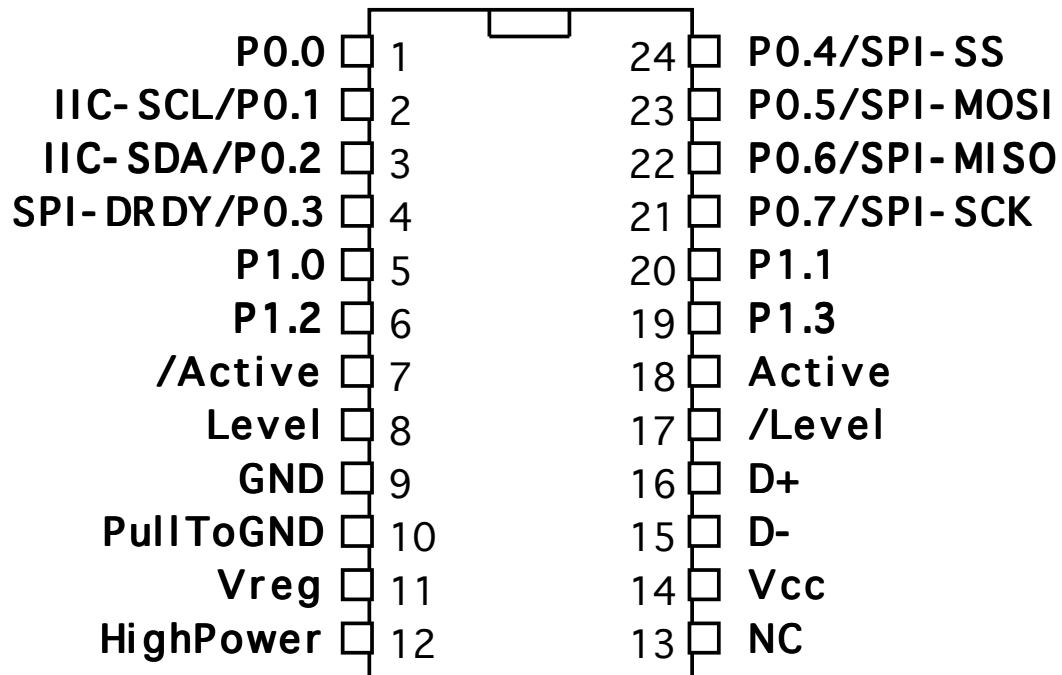 P0.0 1 24 P0.4/SPI-SS
IIC-SCL/P0.1 2 23 P0.5/SPI-MOSI
IIC-SDA/P0.2 3 22 P0.6/SPI-MISO
SPI-DRDY/P0.3 4 21 P0.7/SPI-SCK
P1.0 5 20 P1.1
P1.2 6 19 P1.3
/Active 7 18 Active
Level 8 17 /Level
GND 9 16 D+
PullToGND 10 15 D-
Vreg 11 14 Vcc
HighPower 12 13 NC